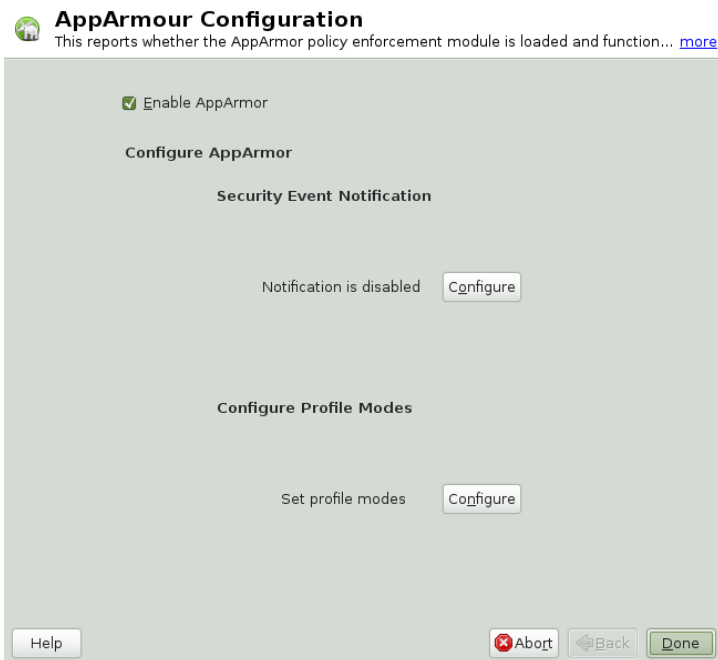 AppArmour Configuration
This reports whether the AppArmor policy enforcement module is loaded and function... more
Enable AppArmor
Configure AppArmor
Security Event Notification
Notification is disabled Configure
Configure Profile Modes
Set profile modes Configure
Help Abort Back Done